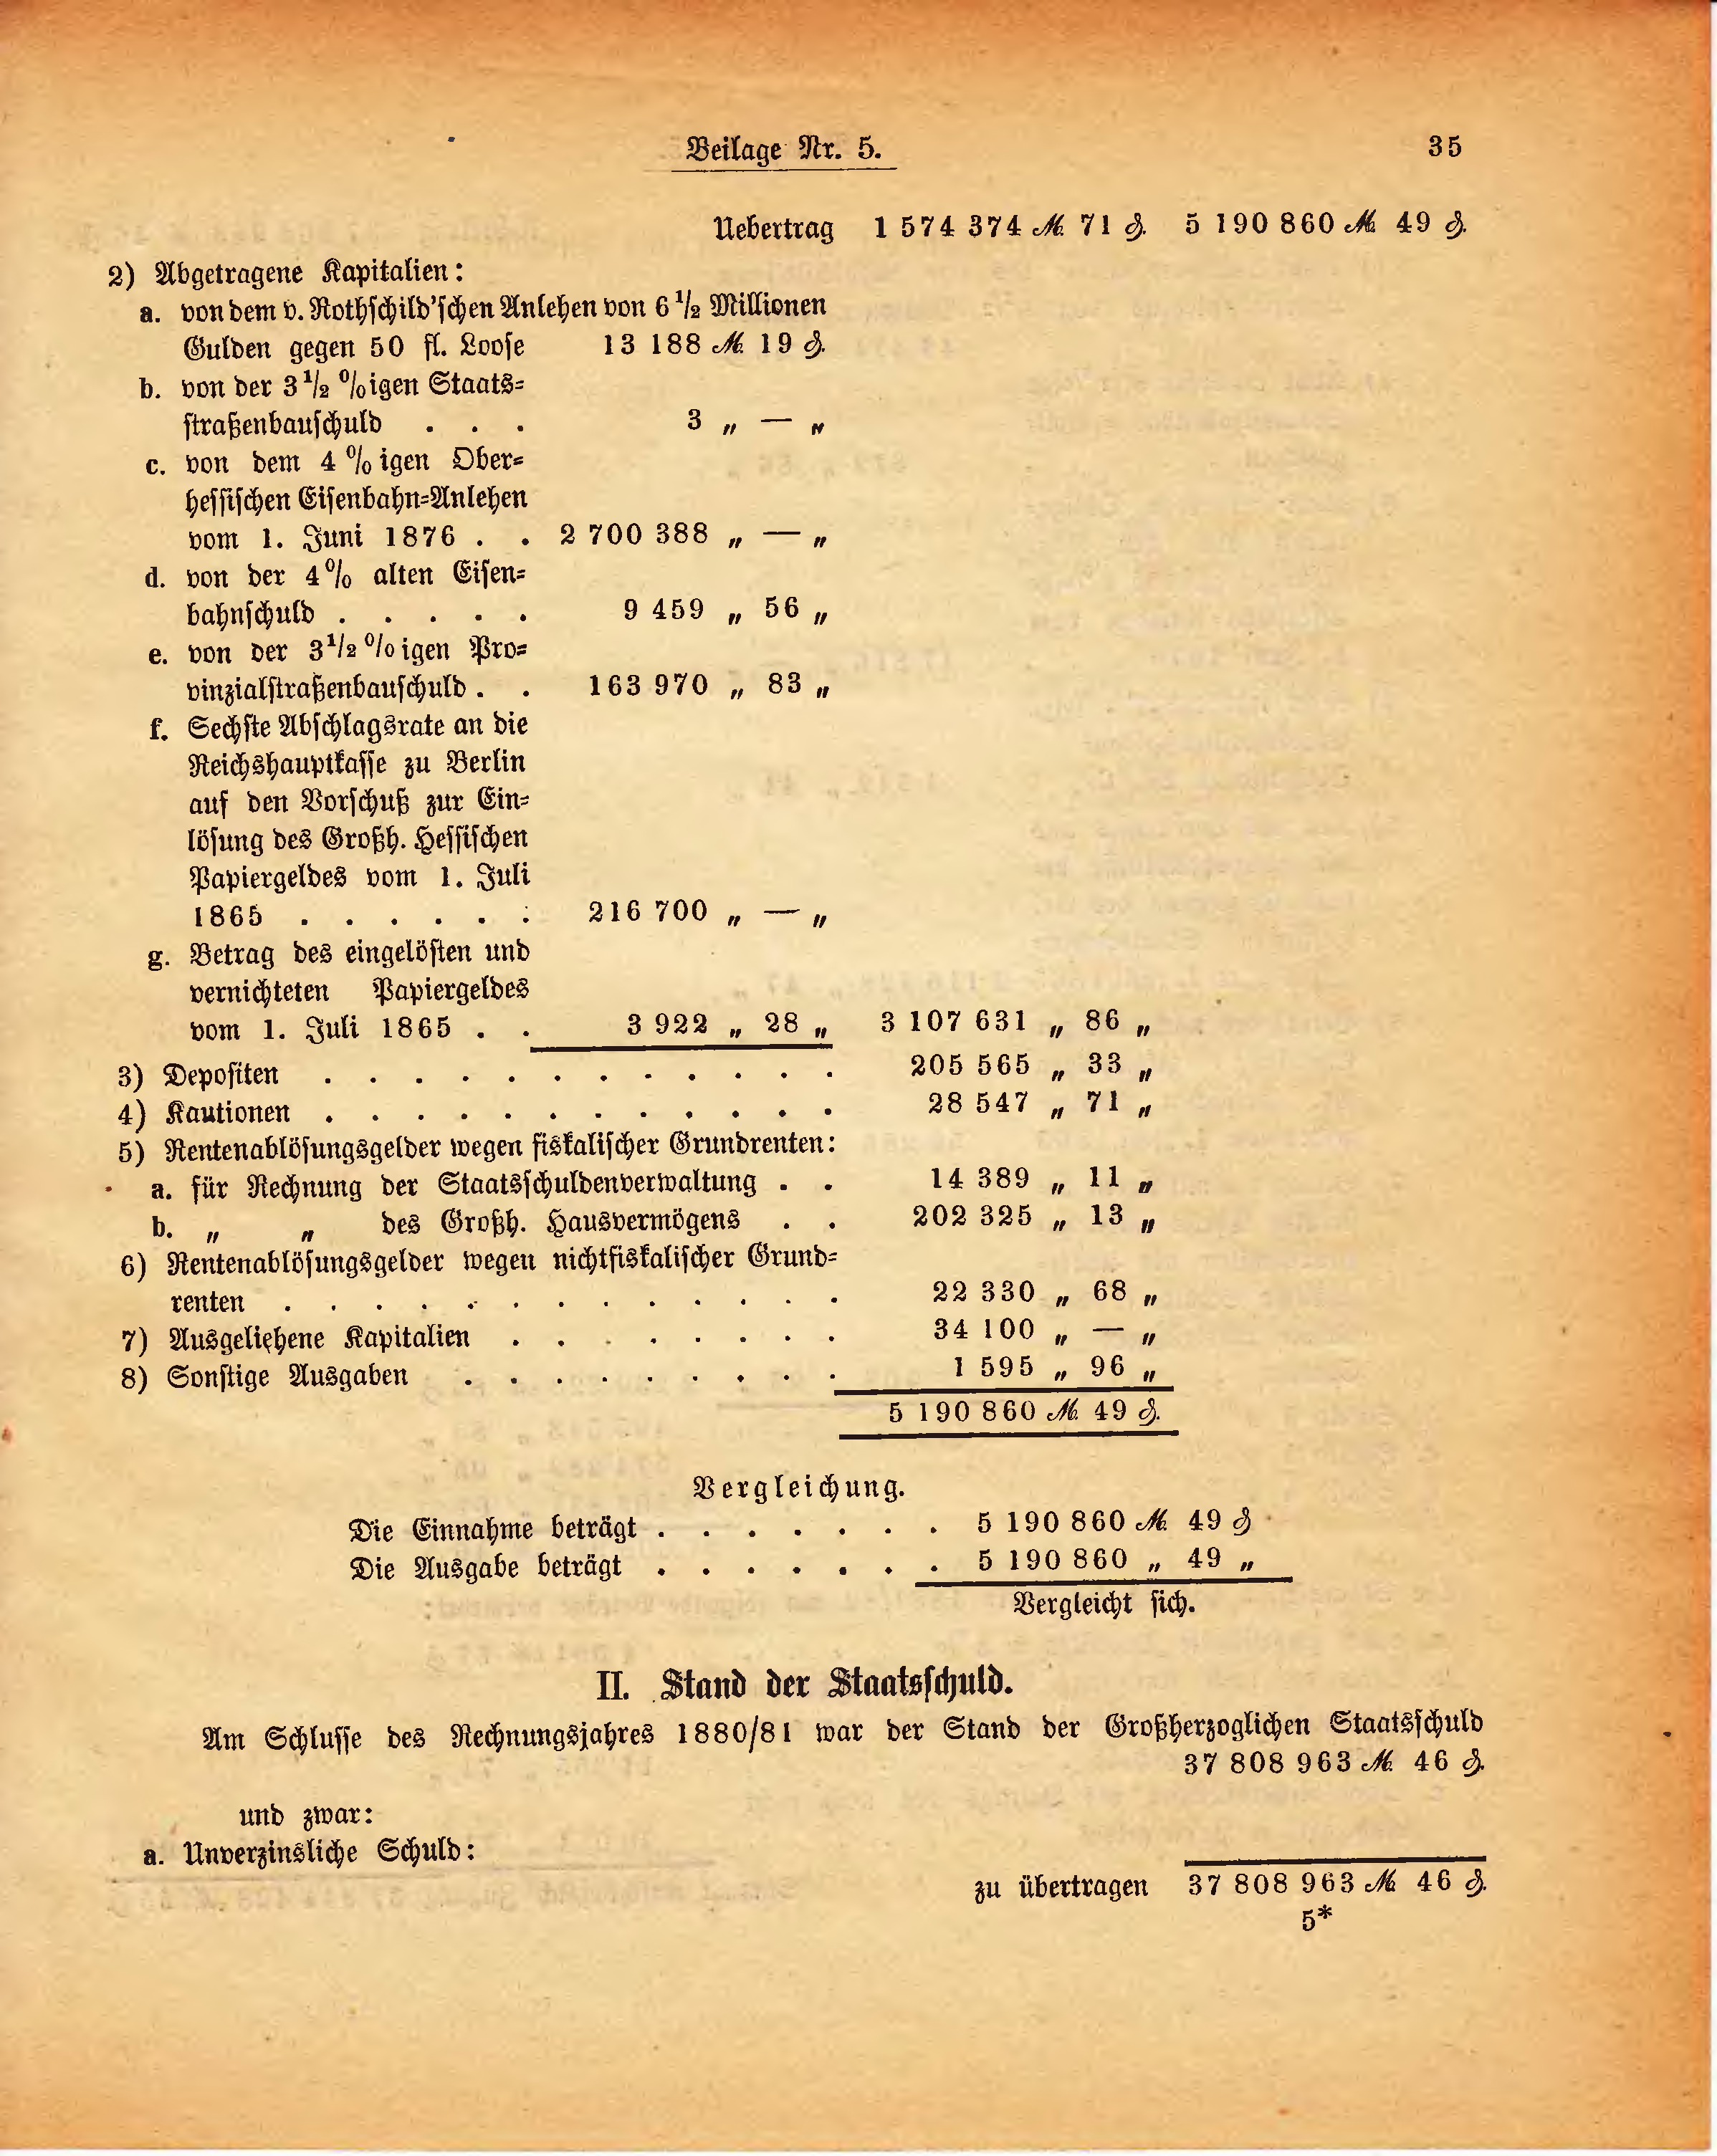 Beilage Nr. 5. 35
Uebertrag 1 574 374 ℳ 71 ₰. 5 190 860 ℳ 49 ₰.
2) Abgetragene Kapitalien:
a. von dem v. Rothschild'schen Anlehen von 6 1/2 Millionen
Gulden gegen 50 fl. Loose 13 188 ℳ 19 ₰.
b. von der 3 1/2 %igen Staats=
straßenbauschuld . . . 3 „ — „
c. von dem 4 %igen Ober=
hessischen Eisenbahn=Anlehen
vom 1. Juni 1876 . . 2 700 388 „ — „
d. von der 4% alten Eisen=
bahnschuld . . . . . 9 459 „ 56 „
e. von der 3 1/2 %igen Pro=
vinzialstraßenbauschuld . . 163 970 „ 83 „
f. Sechste Abschlagsrate an die
Reichshauptkasse zu Berlin
auf den Vorschuß zur Ein=
lösung des Großh. Hessischen
Papiergeldes vom 1. Juli
1865 . . . . . . 216 700 „ — „
g. Betrag des eingelösten und
vernichteten Papiergeldes
vom 1. Juli 1865 . . 3 922 „ 28 „ 3 107 631 „ 86 „
3) Depositen . . . . . . . . . . . . 205 565 „ 33 „
4) Kautionen . . . . . . . . . . . . 28 547 „ 71 „
5) Rentenablösungsgelder wegen fiskalischer Grundrenten:
a. für Rechnung der Staatsschuldenverwaltung . . 14 389 „ 11 „
b. „ „ des Großh. Hausvermögens . . 202 325 „ 13 „
6) Rentenablösungsgelder wegen nichtfiskalischer Grund=
renten . . . . . . . . . . . . . 22 330 „ 68 „
7) Ausgeliehene Kapitalien . . . . . . . . 34 100 „ — „
8) Sonstige Ausgaben . . . . . . . . . 1 595 „ 96 „
5 190 860 ℳ 49 ₰.
Vergleichung.
Die Einnahme beträgt . . . . . . . 5 190 860 ℳ 49 ₰
Die Ausgabe beträgt . . . . . . . 5 190 860 „ 49 „
Vergleicht sich.
II. Stand der Staatsschuld.
Am Schlusse des Rechnungsjahres 1880/81 war der Stand der Großherzoglichen Staatsschuld
37 808 963 ℳ 46 ₰.
und zwar:
a. Unverzinsliche Schuld:
zu übertragen 37 808 963 ℳ 46 ₰.
5*